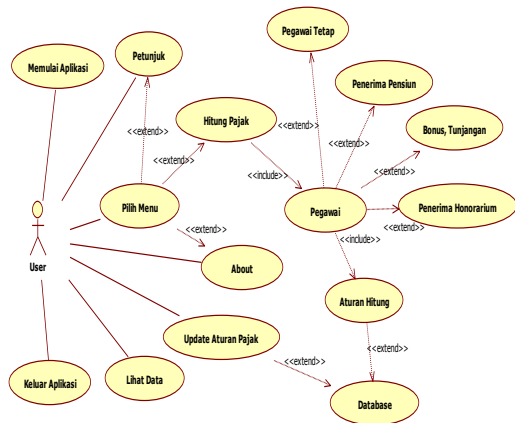 Pegawai Tetap
Petunjuk
Memulai Aplikasi
Penerima Pensiun
Hitung Pajak
Bonus, Tunjangan
<<extend>>
<<extend>>
<<extend>>
<<extend>>
<<extend>>
<<include>>
Pilih Menu
Pegawai
Penerima Honorarium
<<extend>>
<<extend>>
<<include>>
User
About
Aturan Hitung
Update Aturan Pajak
<<extend>>
<<extend>>
Keluar Aplikasi
Lihat Data
Database